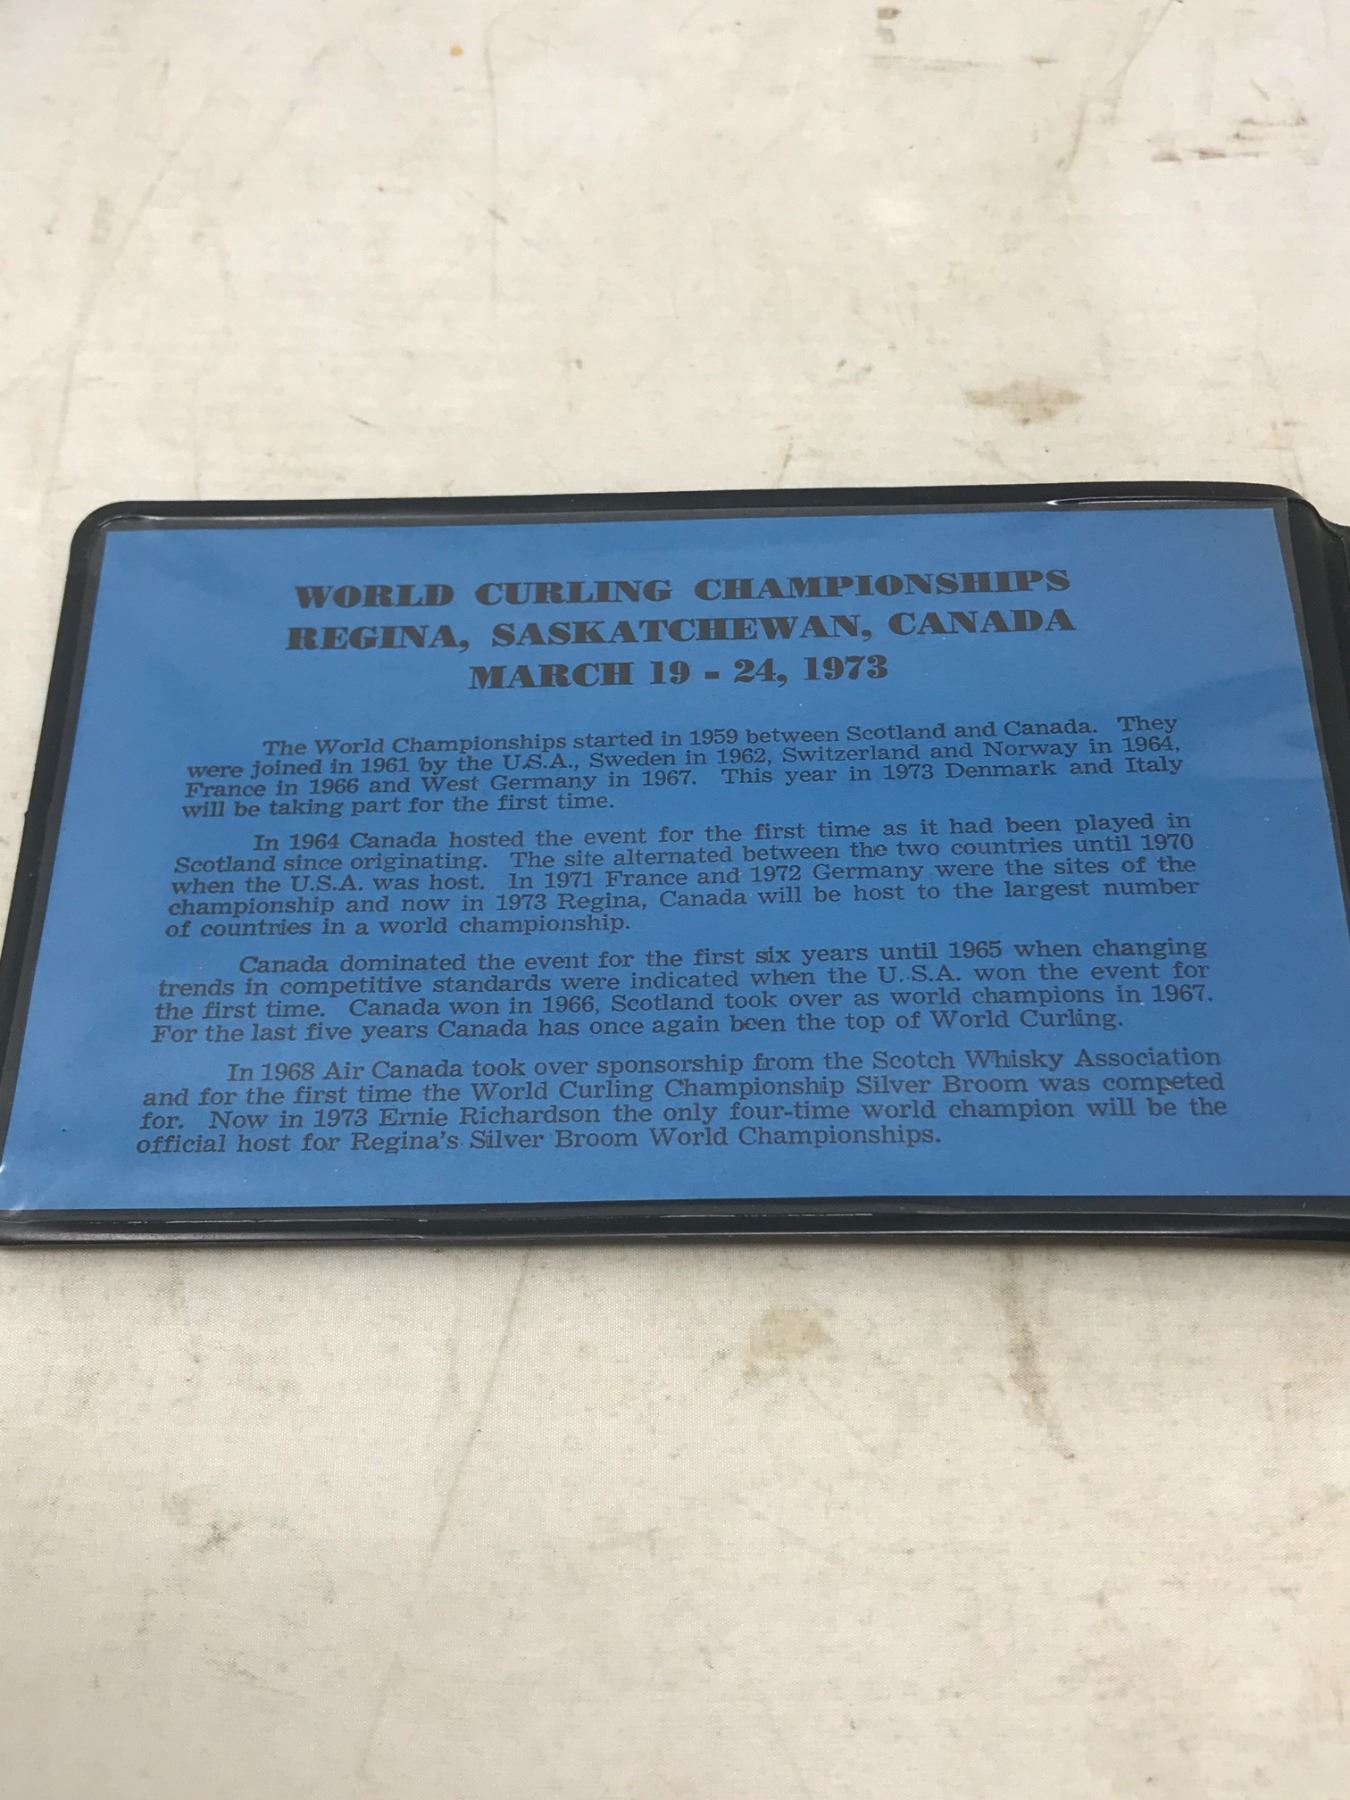 WORLD CURLING CHAMPIONSHIPS
REGINA, SASKATCHEWAN, CANADA
MARCH 19 - 24, 1973
The World Championships started in 1959 between Scotland and Canada. They
were joined in 1961 by the U.S.A., Sweden in 1962, Switzerland and Norway in 1964,
France in 1966 and West Germany in 1967. This year in 1973 Denmark and Italy
will be taking part for the first time.
In 1964 Canada hosted the event for the first time as it had been played in
Scotland since originating. The site alternated between the two countries until 1970
when the U.S.A. was host. In 1971 France and 1972 Germany were the sites of the
championship and now in 1973 Regina, Canada will be host to the largest number
of countries in a world championship.
Canada dominated the event for the first six years until 1965 when changing
trends in competitive standards were indicated when the U.S.A. won the event for
the first time. Canada won in 1966, Scotland took over as world champions in 1967.
For the last five years Canada has once again been the top of World Curling.
In 1968 Air Canada took over sponsorship from the Scotch Whisky Association
and for the first time the World Curling Championship Silver Broom was competed
for. Now in 1973 Ernie Richardson the only four-time world champion will be the
official host for Regina's Silver Broom World Championships.